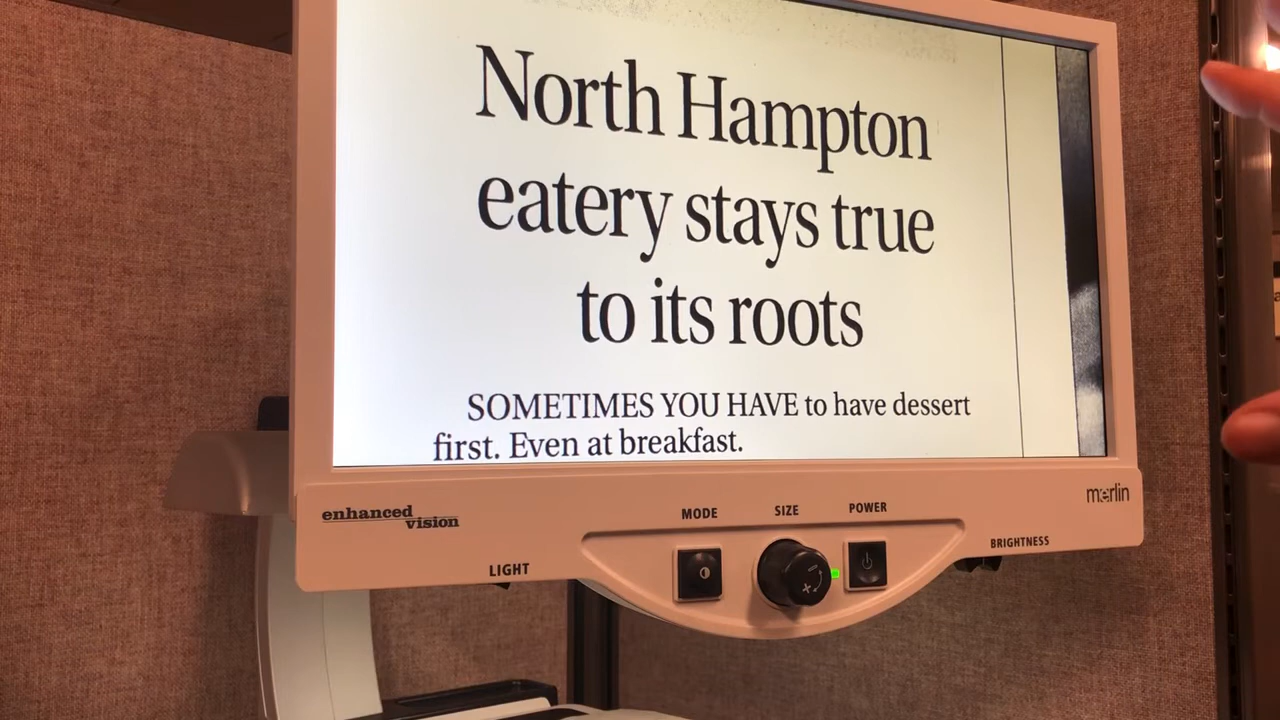 North Hampton
eatery stays true
to its roots
SOMETIMES YOU HAVE to have dessert
first. Even at breakfast.
enhanced
vision
merlin
MODE
SIZE
POWER
LIGHT
BRIGHTNESS